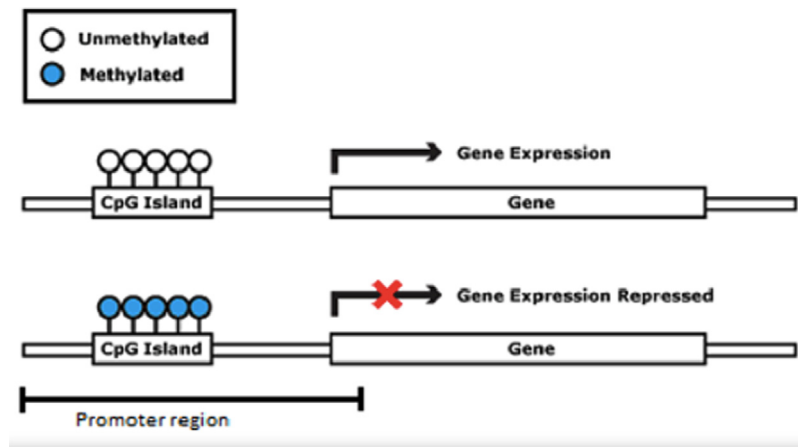 Unmethylated
Methylated
Gene Expression
CpG Island
Gene
Gene Expression Repressed
CpG Island
Gene
Promoter region